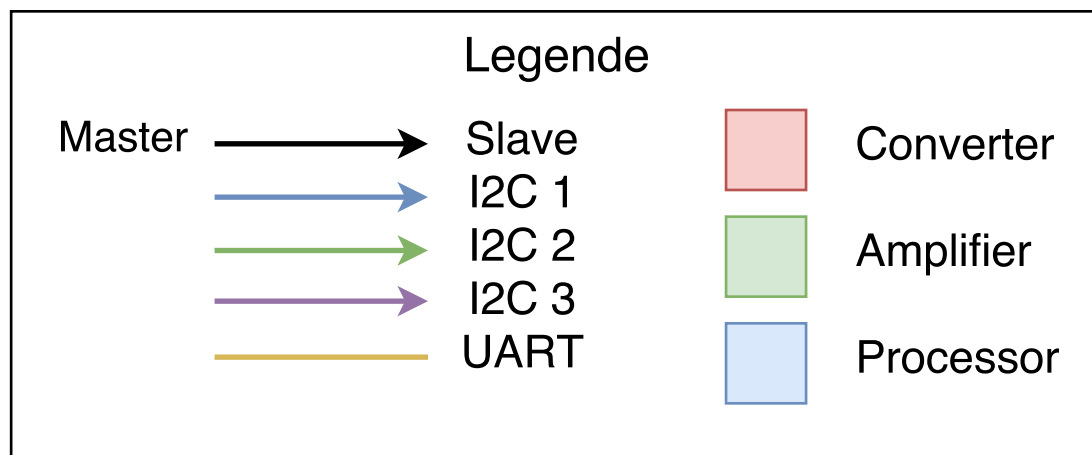 Legende
Master Slave
I2C 1
I2C 2
I2C 3
UART
Converter
Amplifier
Processor